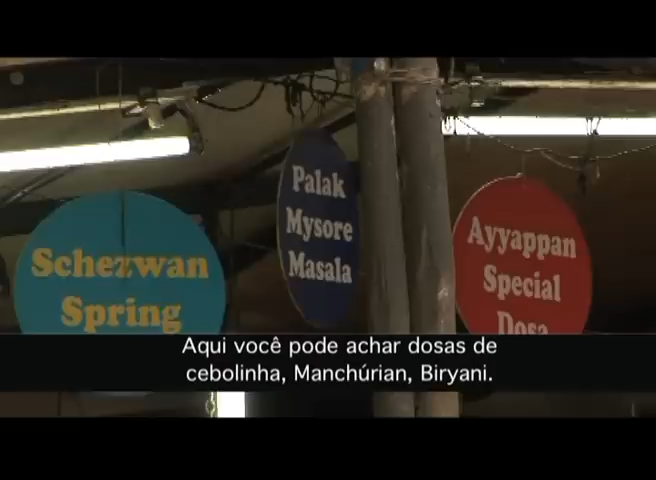 Schezwan
Spring
Palak
Mysore
Masala
Ayyappan
Special
Dosa
Aqui você pode achar dosas de
cebolinha, Manchúrian, Biryani.